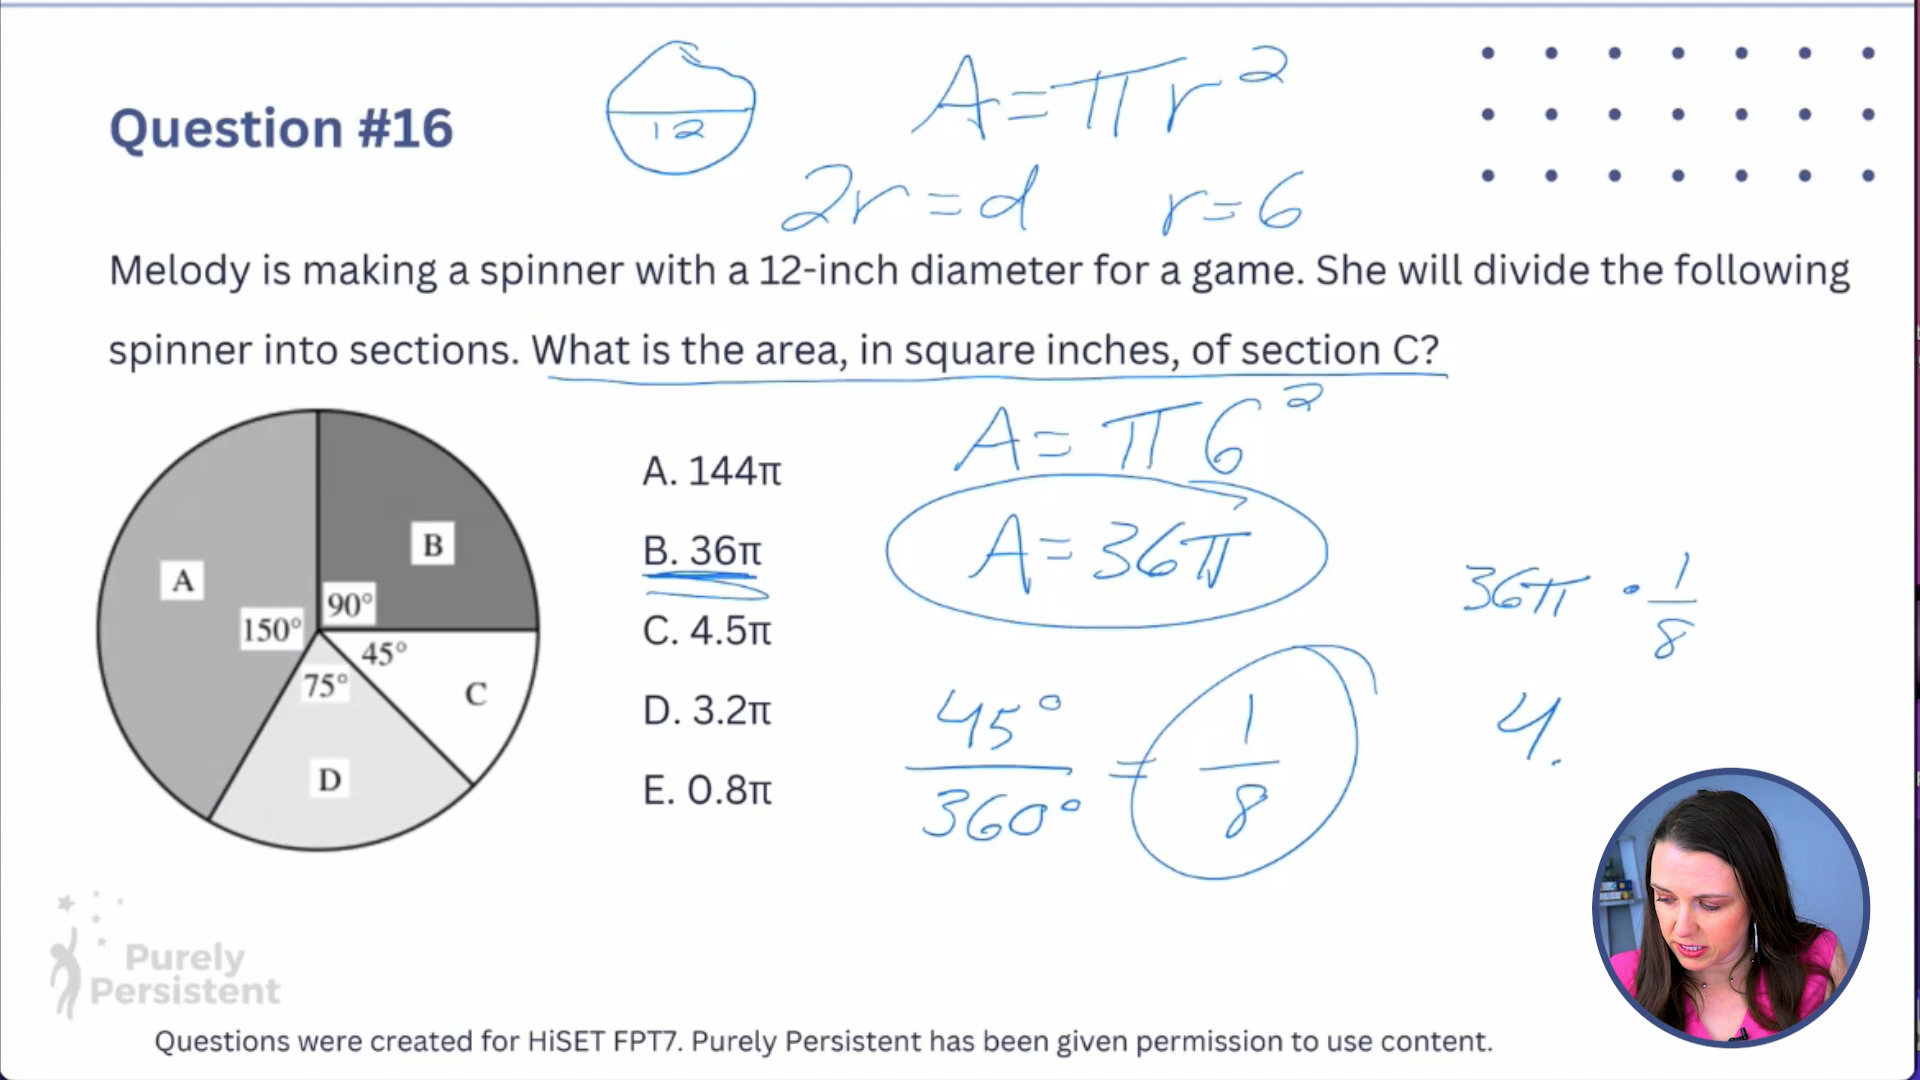 12
A=πr²
Question #16
2r=d
r=6
Melody is making a spinner with a 12-inch diameter for a game. She will divide the following
spinner into sections. What is the area, in square inches, of section C?
A
B
90°
150°
45°
75°
C
D
A. 144π
B. 36π
C. 4.5π
D. 3.2π
E. 0.8π
A=π6²
A=36π
45°
360°
=
1
8
36π · 1
8
4.
Purely
Persistent
Questions were created for HiSET FPT7. Purely Persistent has been given permission to use content.